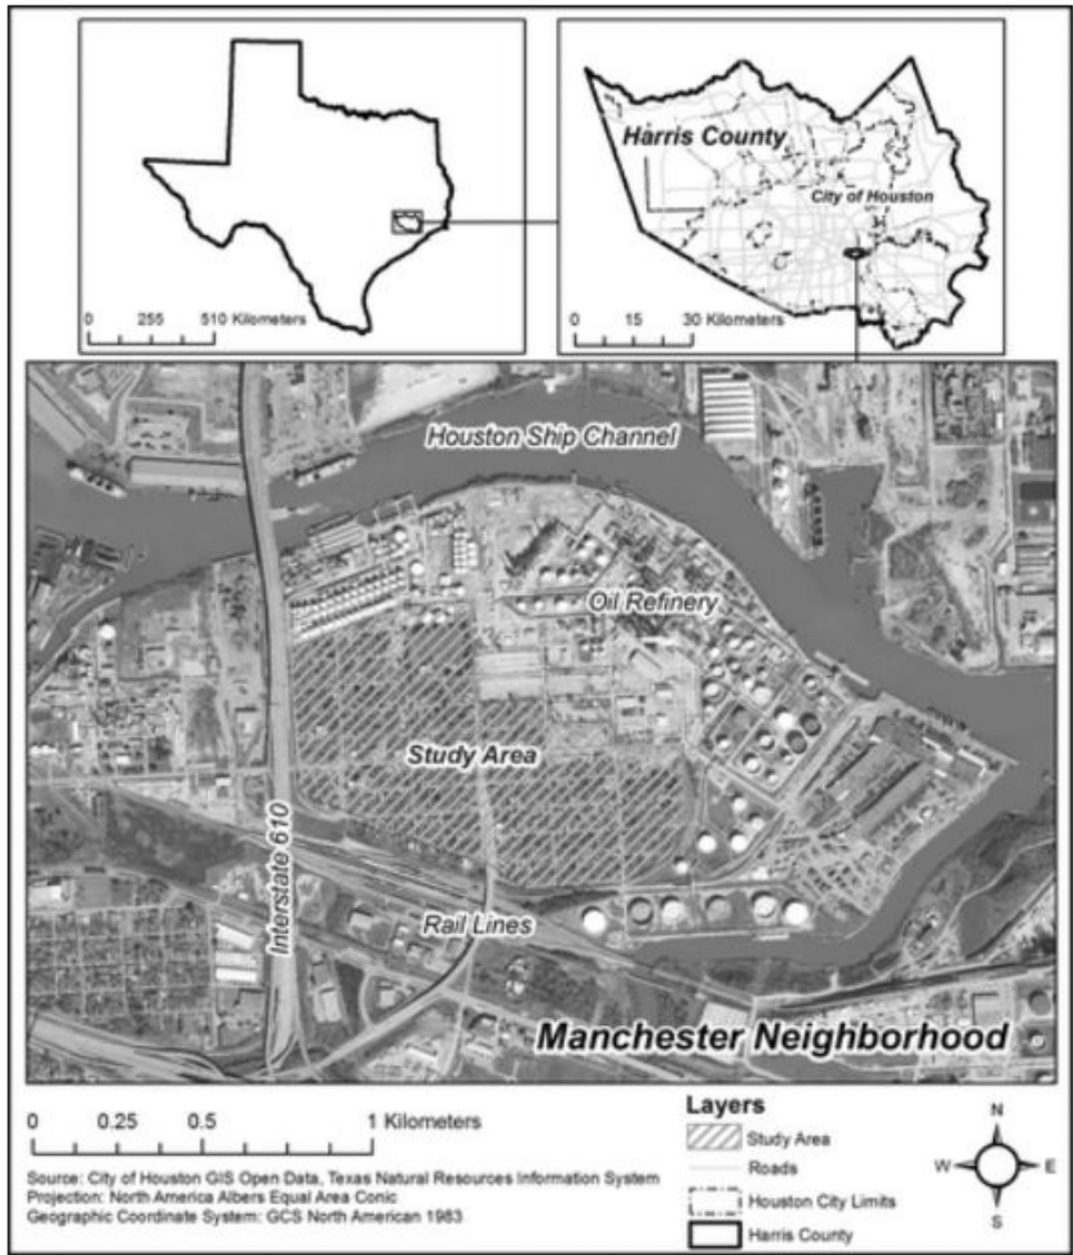 Harris County
City of Houston
0 255 510 Kilometers
0 15 30 Kilometers
Houston Ship Channel
Oil Refinery
Study Area
Interstate 610
Rail Lines
Manchester Neighborhood
0 0.25 0.5 1 Kilometers
Source: City of Houston GIS Open Data, Texas Natural Resources Information System
Projection: North America Albers Equal Area Conic
Geographic Coordinate System: GCS North American 1983
Layers
Study Area
Roads
Houston City Limits
Harris County
N
W E
S